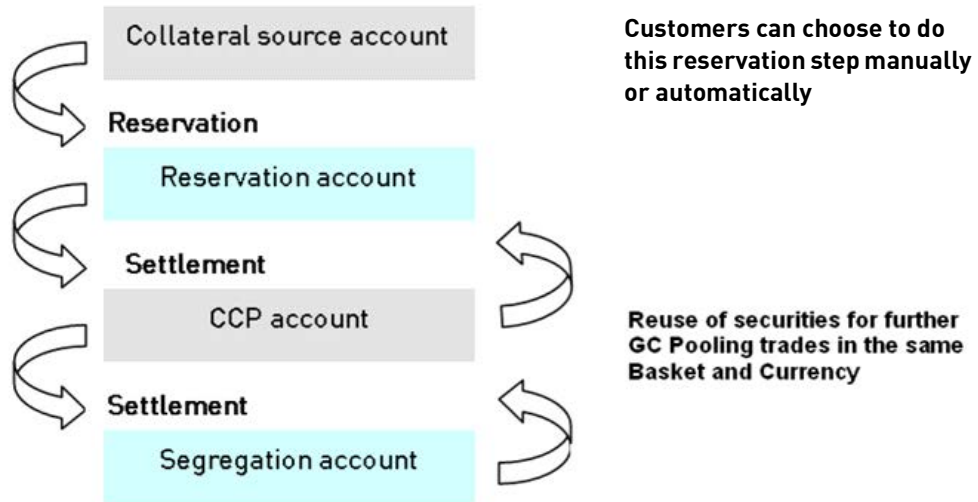 Collateral source account
Customers can choose to do
this reservation step manually
or automatically
Reservation
Reservation account
Settlement
CCP account
Reuse of securities for further
GC Pooling trades in the same
Basket and Currency
Settlement
Segregation account